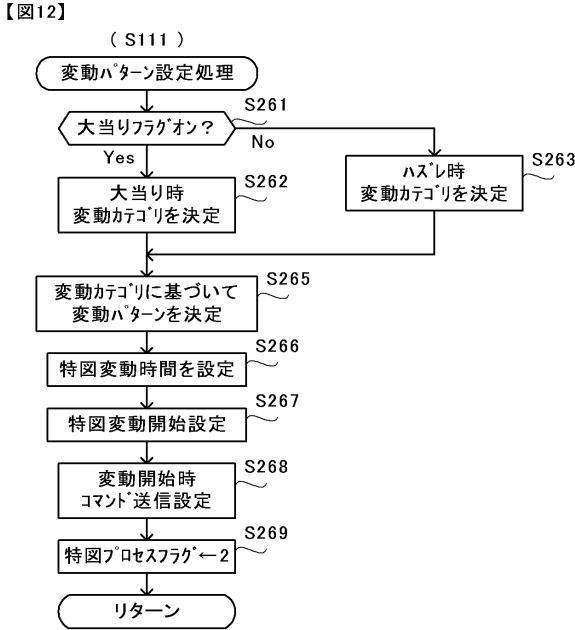 【図12】
( S111 )
変動ﾊﾟﾀｰﾝ設定処理
S261
大当りﾌﾗｸﾞｵﾝ？
No
Yes
S262
大当り時
変動ｶﾃｺﾞﾘを決定
S263
ﾊｽﾞﾚ時
変動ｶﾃｺﾞﾘを決定
S265
変動ｶﾃｺﾞﾘに基づいて
変動ﾊﾟﾀｰﾝを決定
S266
特図変動時間を設定
S267
特図変動開始設定
S268
変動開始時
ｺﾏﾝﾄﾞ送信設定
S269
特図ﾌﾟﾛｾｽﾌﾗｸﾞ←2
リターン